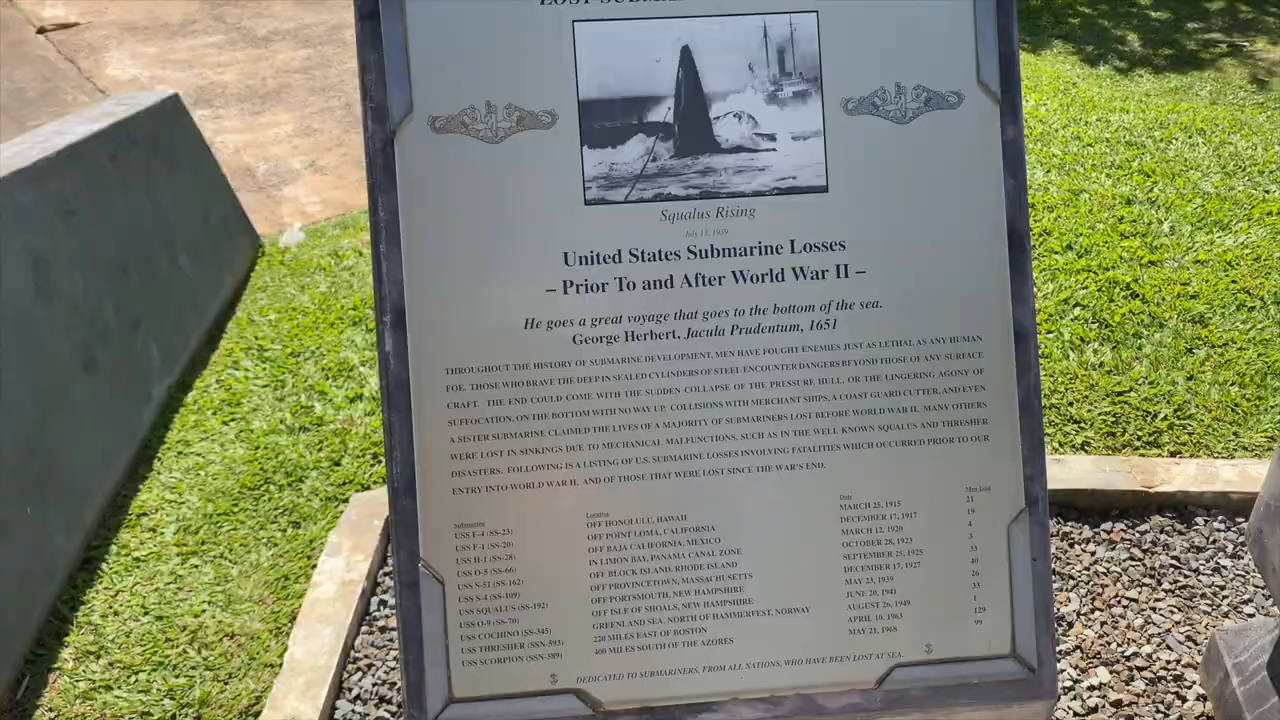 LOST SUBMA
Squalus Rising
July 13, 1939
United States Submarine Losses
– Prior To and After World War II –
He goes a great voyage that goes to the bottom of the sea.
George Herbert, Jacula Prudentum, 1651
THROUGHOUT THE HISTORY OF SUBMARINE DEVELOPMENT, MEN HAVE FOUGHT ENEMIES JUST AS LETHAL AS ANY HUMAN
FOE. THOSE WHO BRAVE THE DEEP IN SEALED CYLINDERS OF STEEL ENCOUNTER DANGERS BEYOND THOSE OF ANY SURFACE
CRAFT. THE END COULD COME WITH THE SUDDEN COLLAPSE OF THE PRESSURE HULL, OR THE LINGERING AGONY OF
SUFFOCATION, ON THE BOTTOM WITH NO WAY UP. COLLISIONS WITH MERCHANT SHIPS, A COAST GUARD CUTTER, AND EVEN
A SISTER SUBMARINE CLAIMED THE LIVES OF A MAJORITY OF SUBMARINERS LOST BEFORE WORLD WAR II. MANY OTHERS
WERE LOST IN SINKINGS DUE TO MECHANICAL MALFUNCTIONS, SUCH AS IN THE WELL KNOWN SQUALUS AND THRESHER
DISASTERS. FOLLOWING IS A LISTING OF U.S. SUBMARINE LOSSES INVOLVING FATALITIES WHICH OCCURRED PRIOR TO OUR
ENTRY INTO WORLD WAR II, AND OF THOSE THAT WERE LOST SINCE THE WAR'S END.
Submarine Location Date Men Lost
USS F-4 (SS-23) OFF HONOLULU, HAWAII MARCH 25, 1915 21
USS F-1 (SS-20) OFF POINT LOMA, CALIFORNIA DECEMBER 17, 1917 19
USS H-1 (SS-28) OFF BAJA CALIFORNIA, MEXICO MARCH 12, 1920 4
USS O-5 (SS-66) IN LIMON BAY, PANAMA CANAL ZONE OCTOBER 28, 1923 3
USS N-51 (SS-162) OFF BLOCK ISLAND, RHODE ISLAND SEPTEMBER 25, 1925 33
USS S-4 (SS-109) OFF PROVINCETOWN, MASSACHUSETTS DECEMBER 17, 1927 40
USS SQUALUS (SS-192) OFF PORTSMOUTH, NEW HAMPSHIRE MAY 23, 1939 26
USS O-9 (SS-70) OFF ISLE OF SHOALS, NEW HAMPSHIRE JUNE 20, 1941 33
USS COCHINO (SS-345) GREENLAND SEA, NORTH OF HAMMERFEST, NORWAY AUGUST 26, 1949 1
USS THRESHER (SSN-593) 220 MILES EAST OF BOSTON APRIL 10, 1963 129
USS SCORPION (SSN-589) 400 MILES SOUTH OF THE AZORES MAY 21, 1968 99
DEDICATED TO SUBMARINERS, FROM ALL NATIONS, WHO HAVE BEEN LOST AT SEA.